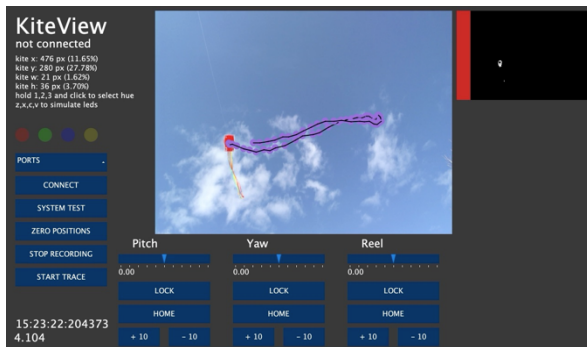 KiteView
not connected
kite x: 476 px (11.65%)
kite y: 280 px (27.78%)
kite w: 21 px (1.62%)
kite h: 36 px (3.70%)
hold 1,2,3 and click to select hue
z,x,c,v to simulate leds
PORTS -
CONNECT
SYSTEM TEST
ZERO POSITIONS
STOP RECORDING
START TRACE
15:23:22:204373
4.104
Pitch Yaw Reel
0.00 0.00 0.00
LOCK LOCK LOCK
HOME HOME HOME
+ 10 - 10 + 10 - 10 + 10 - 10